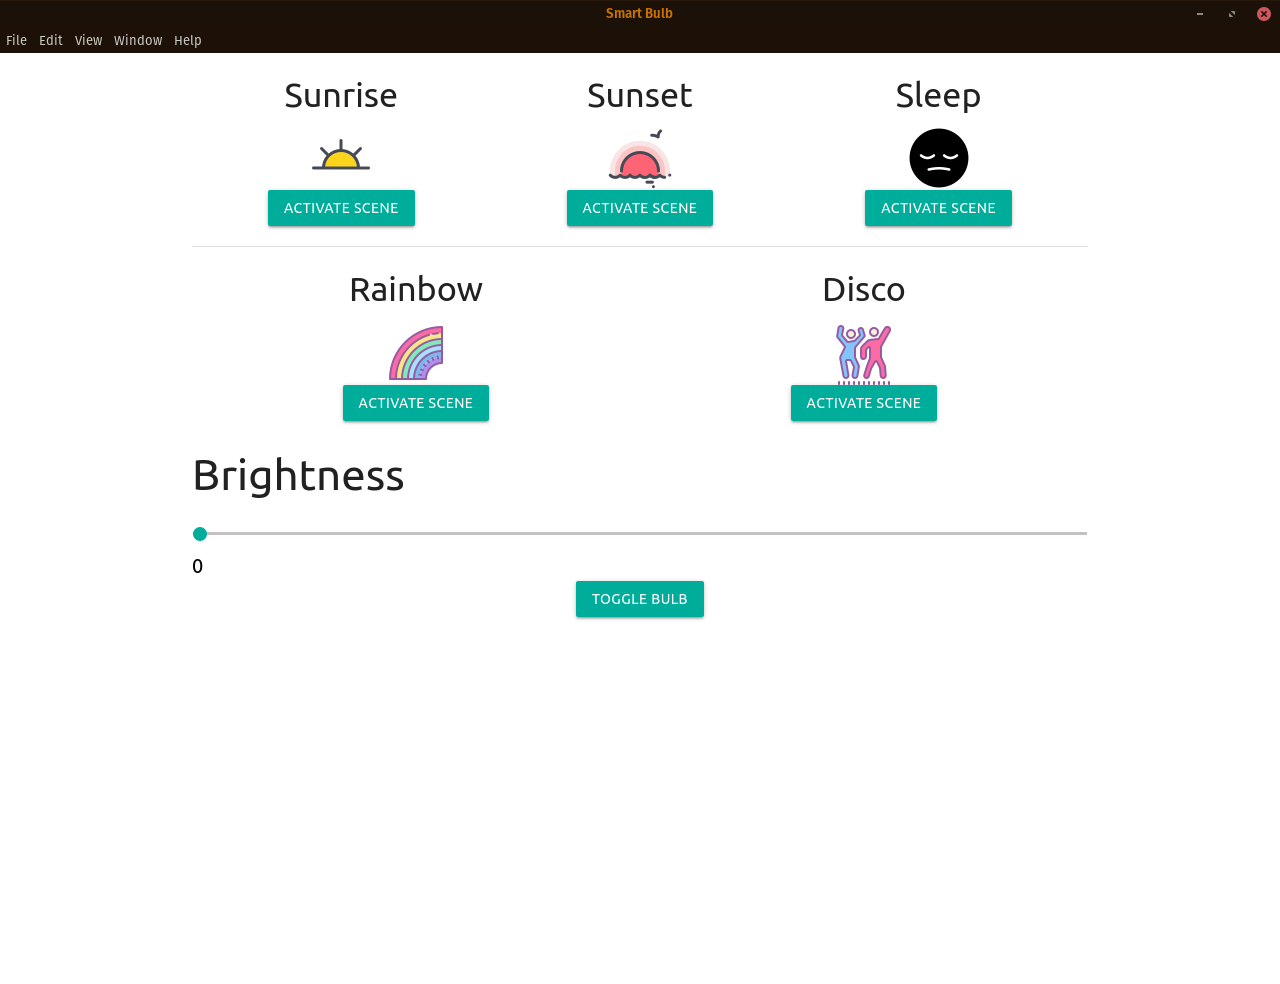 Smart Bulb
File Edit View Window Help
Sunrise Sunset Sleep
ACTIVATE SCENE ACTIVATE SCENE ACTIVATE SCENE
Rainbow Disco
ACTIVATE SCENE ACTIVATE SCENE
Brightness
0
TOGGLE BULB